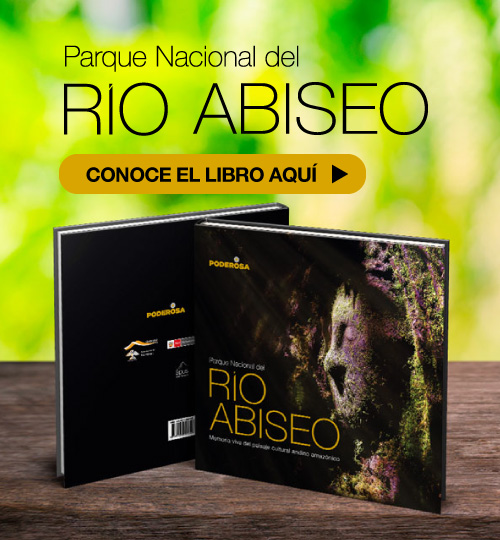 Parque Nacional del
RÍO ABISEO
CONOCE EL LIBRO AQUÍ
PODEROSA
PODEROSA
Parque Nacional del
RÍO
ABISEO
Memoria viva del paisaje cultural andino amazónico